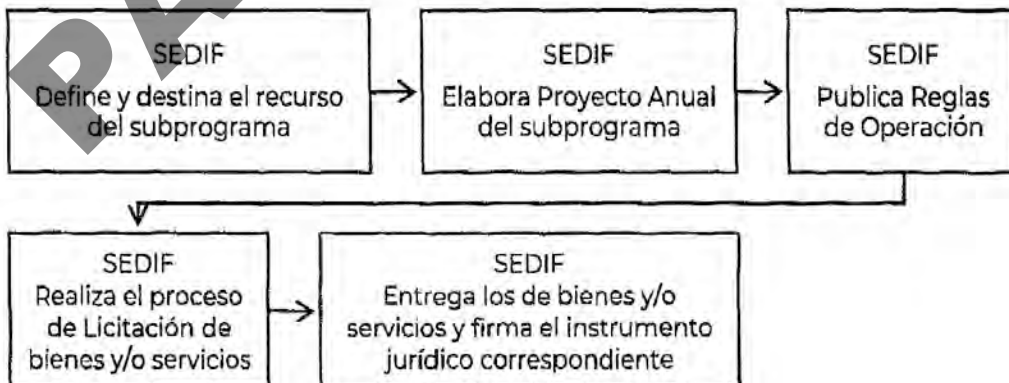 SEDIF
Define y destina el recurso
del subprograma
SEDIF
Elabora Proyecto Anual
del subprograma
SEDIF
Publica Reglas
de Operación
SEDIF
Realiza el proceso
de Licitación de
bienes y/o servicios
SEDIF
Entrega los de bienes y/o
servicios y firma el instrumento
jurídico correspondiente